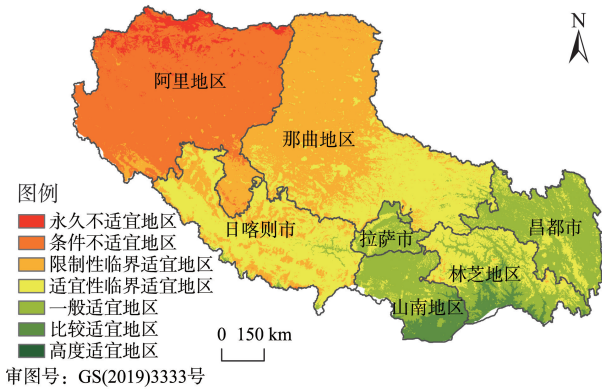 N
阿里地区
那曲地区
日喀则市
拉萨市
昌都市
林芝地区
山南地区
图例
永久不适宜地区
条件不适宜地区
限制性临界适宜地区
适宜性临界适宜地区
一般适宜地区
比较适宜地区
高度适宜地区
0 150 km
审图号：GS(2019)3333号